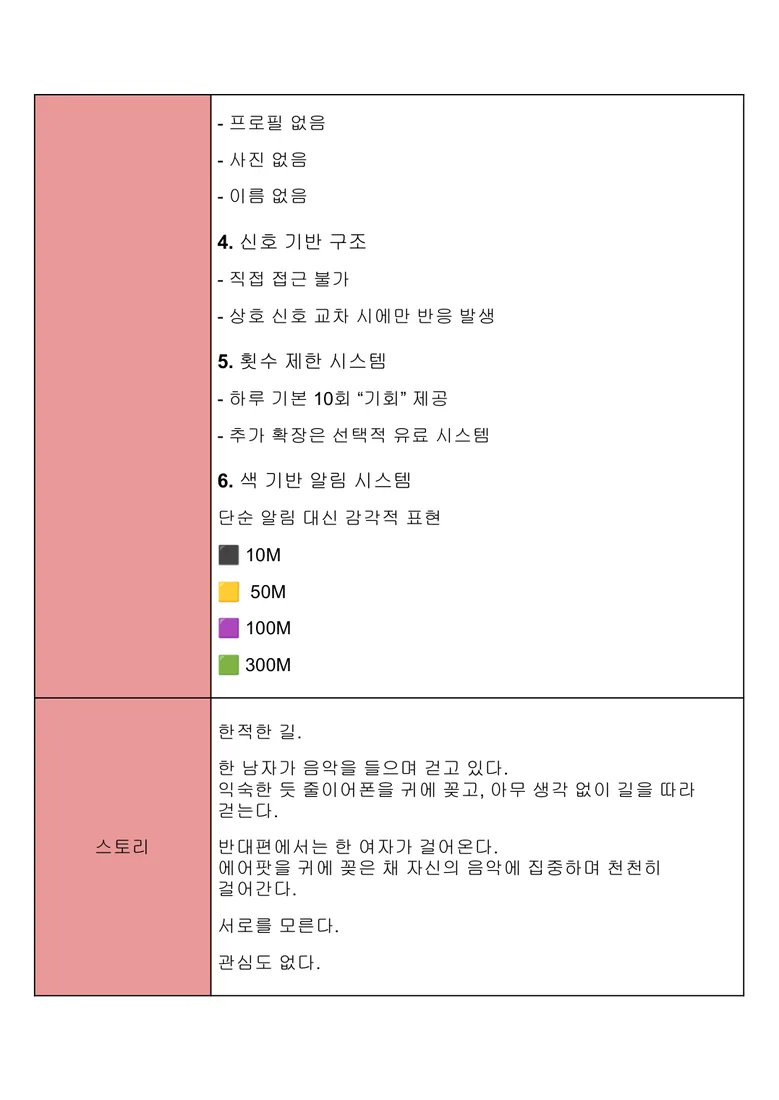 - 프로필 없음
- 사진 없음
- 이름 없음
4. 신호 기반 구조
- 직접 접근 불가
- 상호 신호 교차 시에만 반응 발생
5. 횟수 제한 시스템
- 하루 기본 10회 “기회” 제공
- 추가 확장은 선택적 유료 시스템
6. 색 기반 알림 시스템
단순 알림 대신 감각적 표현
⬛ 10M
🟨 50M
🟪 100M
🟩 300M
스토리
한적한 길.
한 남자가 음악을 들으며 걷고 있다.
익숙한 듯 줄이어폰을 귀에 꽂고, 아무 생각 없이 길을 따라
걷는다.
반대편에서는 한 여자가 걸어온다.
에어팟을 귀에 꽂은 채 자신의 음악에 집중하며 천천히
걸어간다.
서로를 모른다.
관심도 없다.